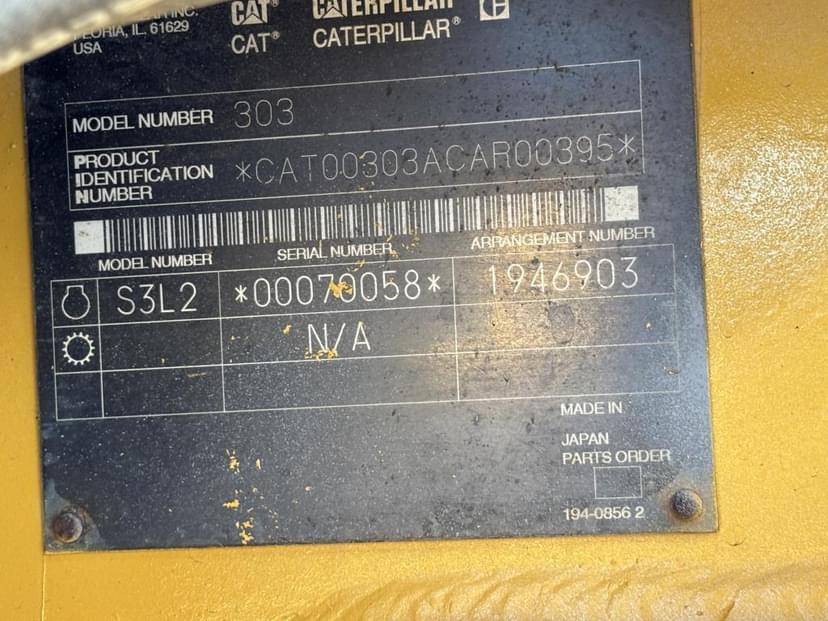 PEORIA, IL. 61629
USA
CAT®
CAT®
CATERPILLAR
CATERPILLAR®
MODEL NUMBER 303
PRODUCT
IDENTIFICATION
NUMBER
*CAT00303ACAR00395*
MODEL NUMBER SERIAL NUMBER ARRANGEMENT NUMBER
S3L2 *00070058* 1946903
N/A
MADE IN
JAPAN
PARTS ORDER
194-0856 2